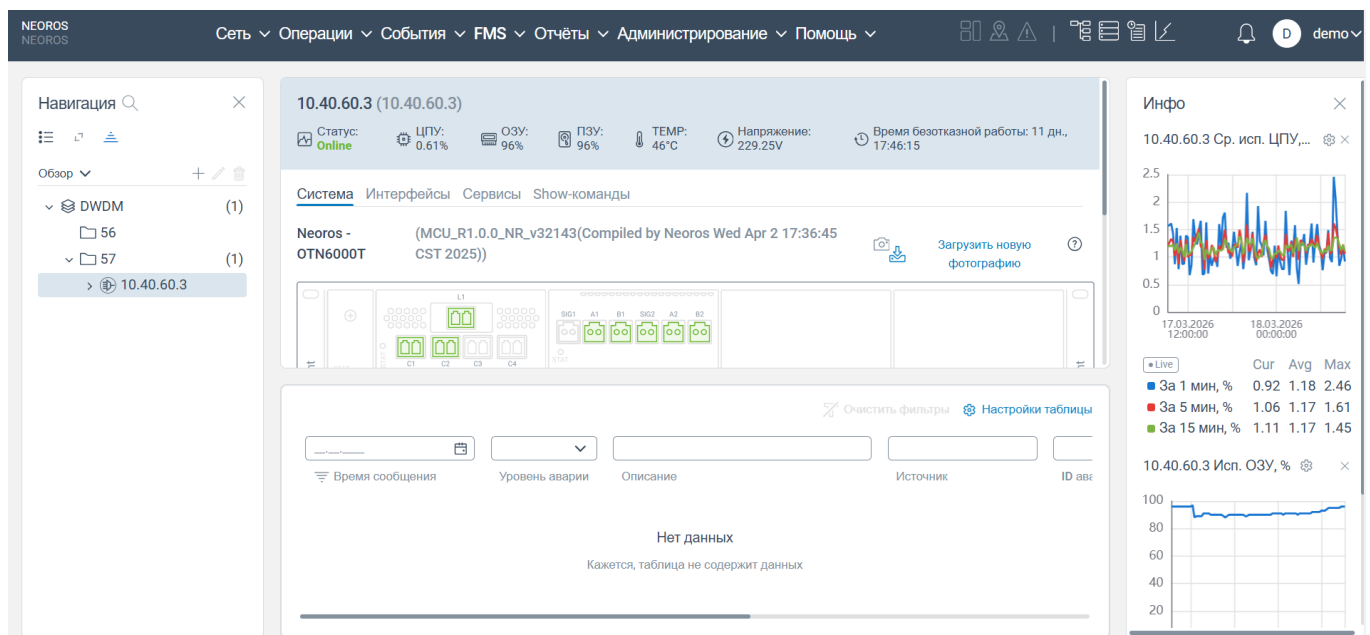 NEOROS
NEOROS
Сеть Операции События FMS Отчёты Администрирование Помощь
D demo
Навигация
Обзор
DWDM (1)
56
57 (1)
10.40.60.3
10.40.60.3 (10.40.60.3)
Статус: Online
ЦПУ: 0.61%
ОЗУ: 96%
ПЗУ: 96%
TEMP: 46°C
Напряжение: 229.25V
Время безотказной работы: 11 дн., 17:46:15
Система Интерфейсы Сервисы Show-команды
Neoros - OTN6000T
(MCU_R1.0.0_NR_v32143(Compiled by Neoros Wed Apr 2 17:36:45
CST 2025))
Загрузить новую
фотографию
L1
SIG1 A1 B1 SIG2 A2 B2
STAT
STAT
C1 C2 C3 C4
Очистить фильтры Настройки таблицы
__.__.____
Время сообщения Уровень аварии Описание Источник ID ава
Нет данных
Кажется, таблица не содержит данных
Инфо
10.40.60.3 Ср. исп. ЦПУ,...
2.5
2
1.5
1
0.5
0
17.03.2026 12:00:00
18.03.2026 00:00:00
Live Cur Avg Max
За 1 мин, % 0.92 1.18 2.46
За 5 мин, % 1.06 1.17 1.61
За 15 мин, % 1.11 1.17 1.45
10.40.60.3 Исп. ОЗУ, %
100
80
60
40
20